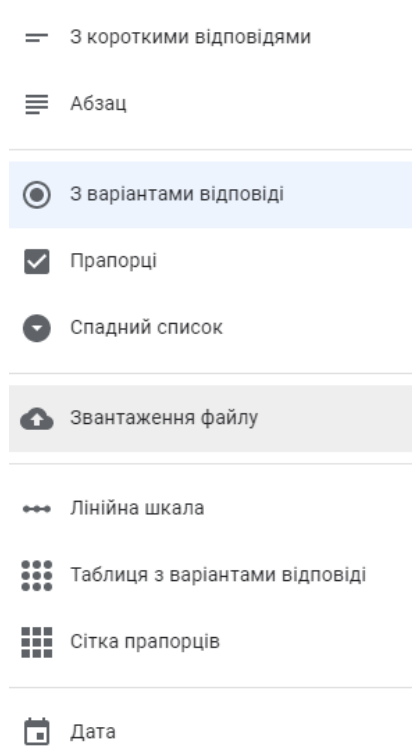 З короткими відповідями
Абзац
З варіантами відповіді
Прапорці
Спадний список
Звантаження файлу
Лінійна шкала
Таблиця з варіантами відповіді
Сітка прапорців
Дата